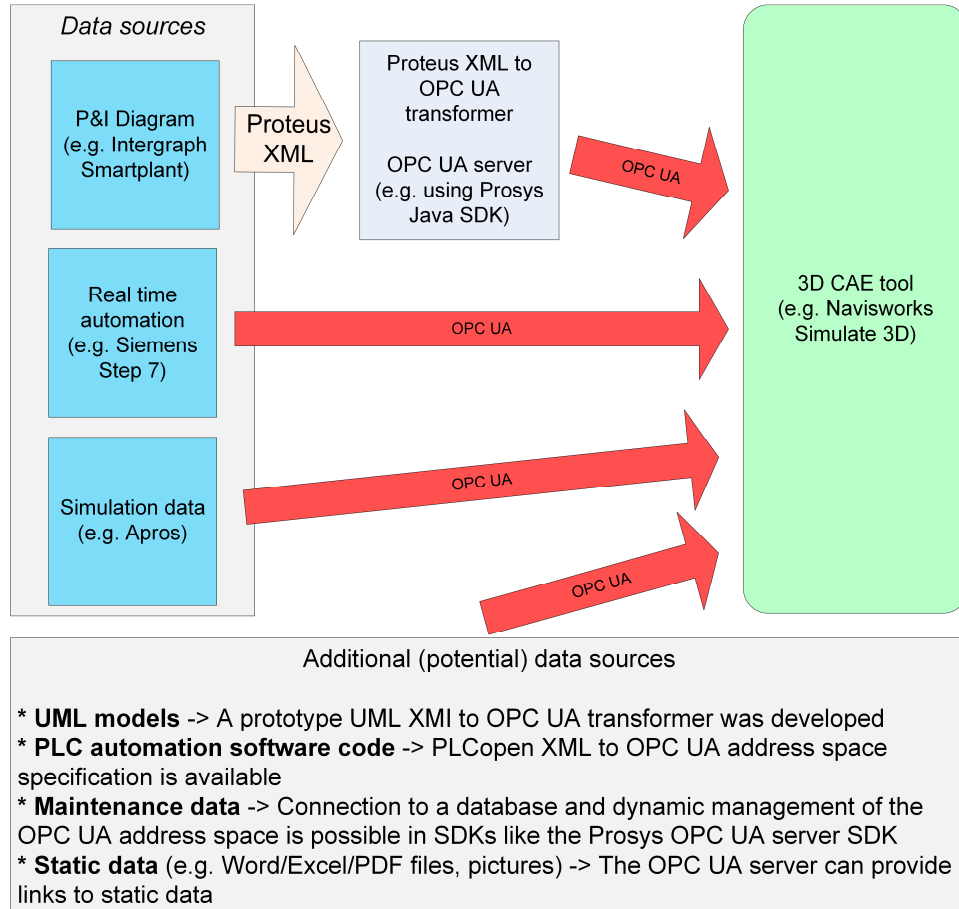 Data sources
P&I Diagram
(e.g. Intergraph
Smartplant)
Proteus
XML
Proteus XML to
OPC UA
transformer
OPC UA server
(e.g. using Prosys
Java SDK)
OPC UA
Real time
automation
(e.g. Siemens
Step 7)
OPC UA
3D CAE tool
(e.g. Navisworks
Simulate 3D)
Simulation data
(e.g. Apros)
OPC UA
OPC UA
Additional (potential) data sources
* UML models -> A prototype UML XMI to OPC UA transformer was developed
* PLC automation software code -> PLCopen XML to OPC UA address space
specification is available
* Maintenance data -> Connection to a database and dynamic management of the
OPC UA address space is possible in SDKs like the Prosys OPC UA server SDK
* Static data (e.g. Word/Excel/PDF files, pictures) -> The OPC UA server can provide
links to static data